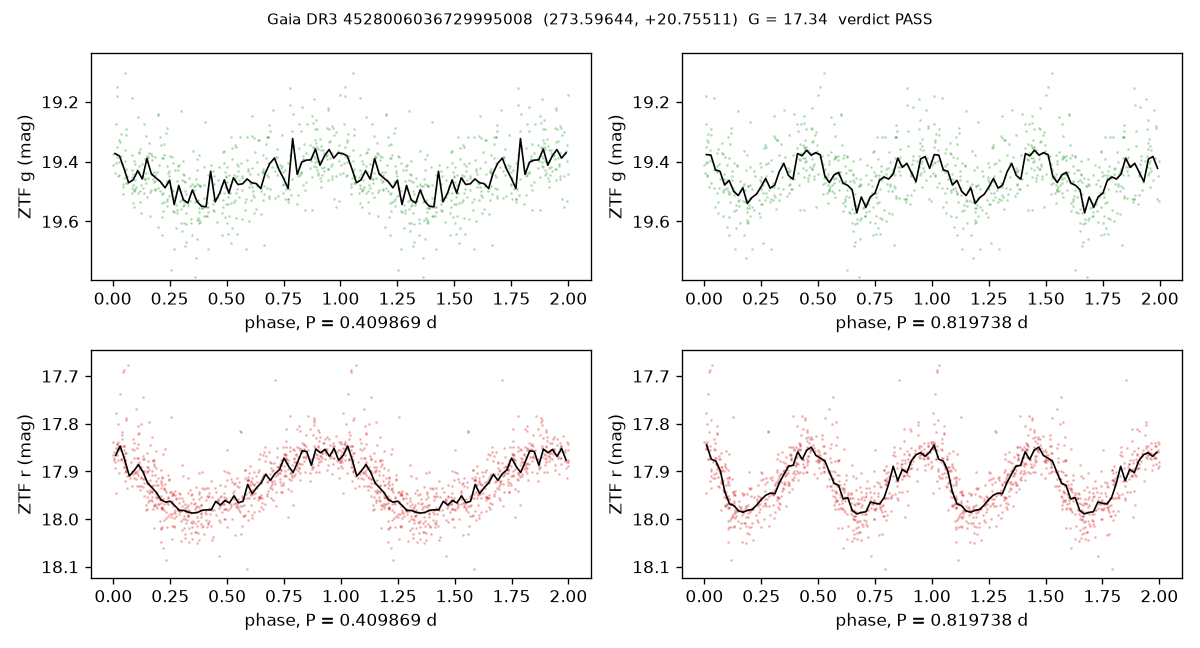 Gaia DR3 4528006036729995008 (273.59644, +20.75511) G = 17.34 verdict PASS
ZTF g (mag)
19.2
19.4
19.6
0.00 0.25 0.50 0.75 1.00 1.25 1.50 1.75 2.00
phase, P = 0.409869 d
ZTF g (mag)
19.2
19.4
19.6
0.00 0.25 0.50 0.75 1.00 1.25 1.50 1.75 2.00
phase, P = 0.819738 d
ZTF r (mag)
17.7
17.8
17.9
18.0
18.1
0.00 0.25 0.50 0.75 1.00 1.25 1.50 1.75 2.00
phase, P = 0.409869 d
ZTF r (mag)
17.7
17.8
17.9
18.0
18.1
0.00 0.25 0.50 0.75 1.00 1.25 1.50 1.75 2.00
phase, P = 0.819738 d